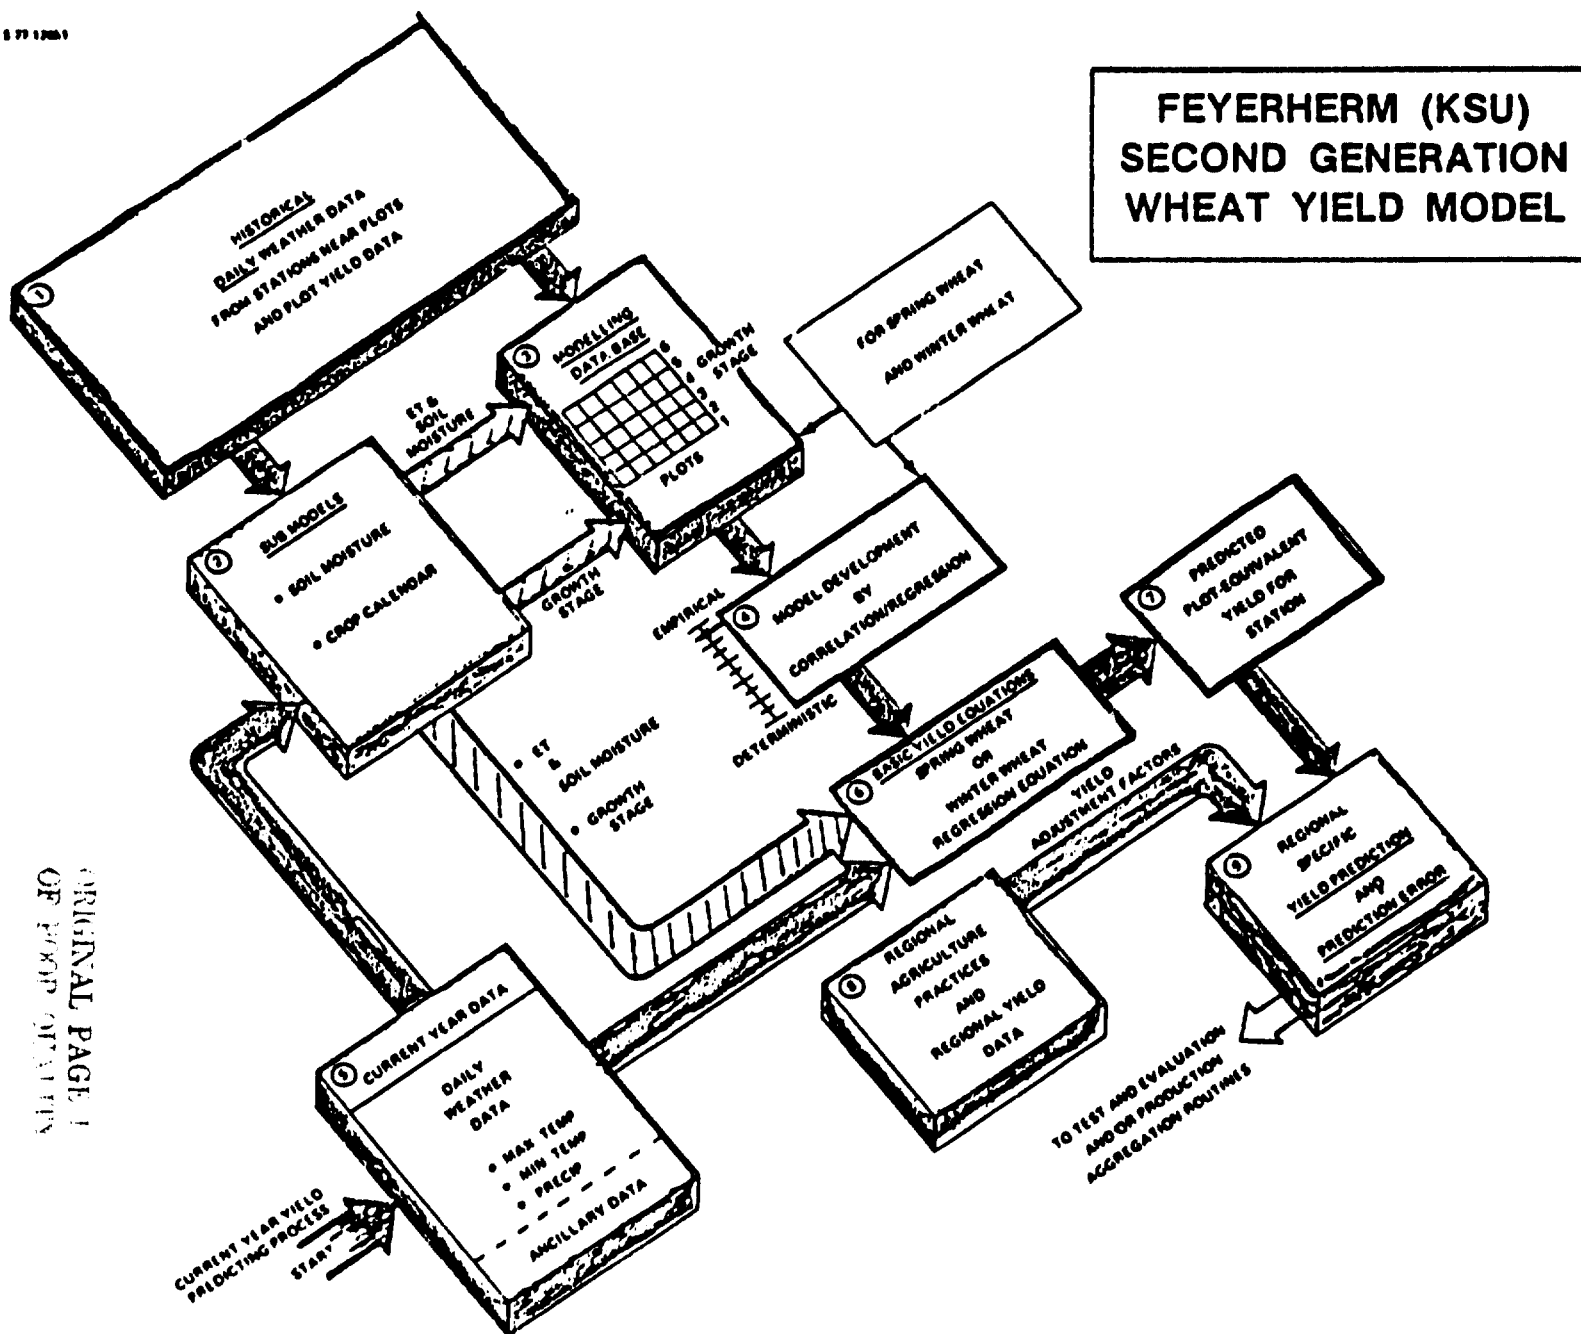 FEYERHERM (KSU)
SECOND GENERATION
WHEAT YIELD MODEL
1
HISTORICAL
DAILY WEATHER DATA
FROM STATIONS NEAR PLOTS
AND PLOT YIELD DATA
2
SUB MODELS
• SOIL MOISTURE
• CROP CALENDAR
ET &
SOIL
MOISTURE
GROWTH
STAGE
3
MODELLING
DATA BASE
6
5
4
3
2
1
GROWTH
STAGE
PLOTS
FOR SPRING WHEAT
AND WINTER WHEAT
4
MODEL DEVELOPMENT
BY
CORRELATION/REGRESSION
EMPIRICAL
DETERMINISTIC
• ET
&
SOIL MOISTURE
• GROWTH
STAGE
5
CURRENT YEAR DATA
DAILY
WEATHER
DATA
• MAX TEMP
• MIN TEMP
• PRECIP
ANCILLARY DATA
CURRENT YEAR YIELD
PREDICTING PROCESS
START
6
BASIC YIELD EQUATIONS
SPRING WHEAT
OR
WINTER WHEAT
REGRESSION EQUATION
7
PREDICTED
PLOT-EQUIVALENT
YIELD FOR
STATION
YIELD
ADJUSTMENT FACTORS
8
REGIONAL
AGRICULTURE
PRACTICES
AND
REGIONAL YIELD
DATA
9
REGIONAL
SPECIFIC
YIELD PREDICTION
AND
PREDICTION ERROR
TO TEST AND EVALUATION
AND/OR PRODUCTION
AGGREGATION ROUTINES
ORIGINAL PAGE
OF POOR QUALITY